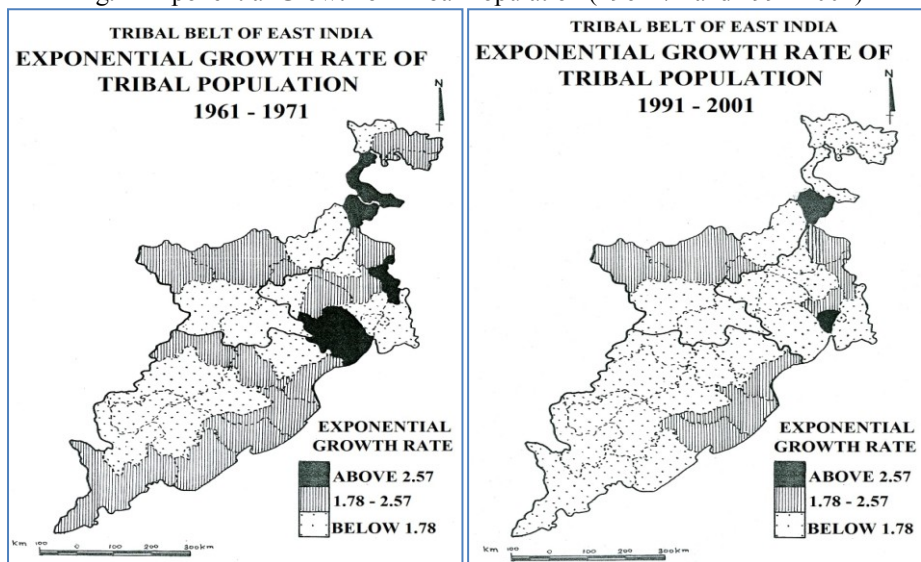 TRIBAL BELT OF EAST INDIA
EXPONENTIAL GROWTH RATE OF
TRIBAL POPULATION
1961 - 1971
N
EXPONENTIAL
GROWTH RATE
ABOVE 2.57
1.78 - 2.57
BELOW 1.78
KM 100 0 100 200 300KM
TRIBAL BELT OF EAST INDIA
EXPONENTIAL GROWTH RATE OF
TRIBAL POPULATION
1991 - 2001
N
EXPONENTIAL
GROWTH RATE
ABOVE 2.57
1.78 - 2.57
BELOW 1.78
KM 100 0 100 200 300KM